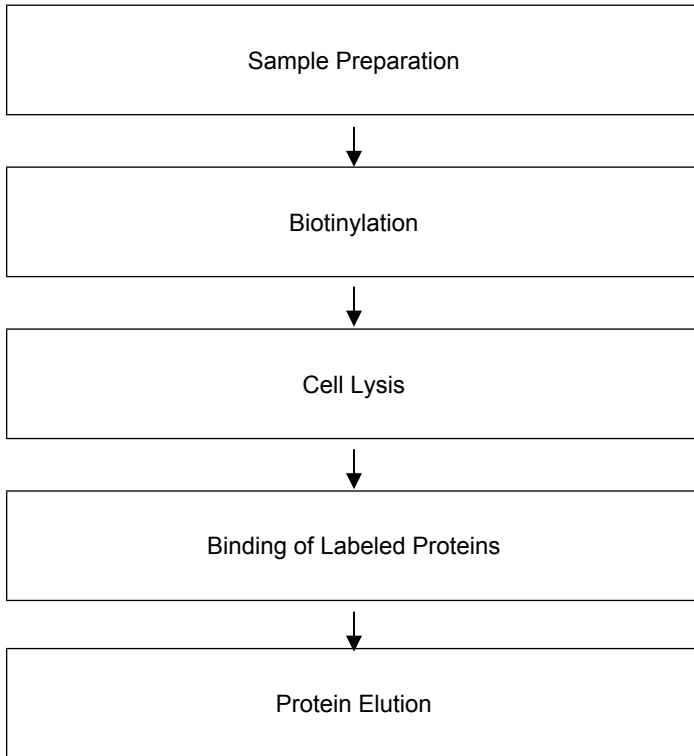 Sample Preparation
Biotinylation
Cell Lysis
Binding of Labeled Proteins
Protein Elution